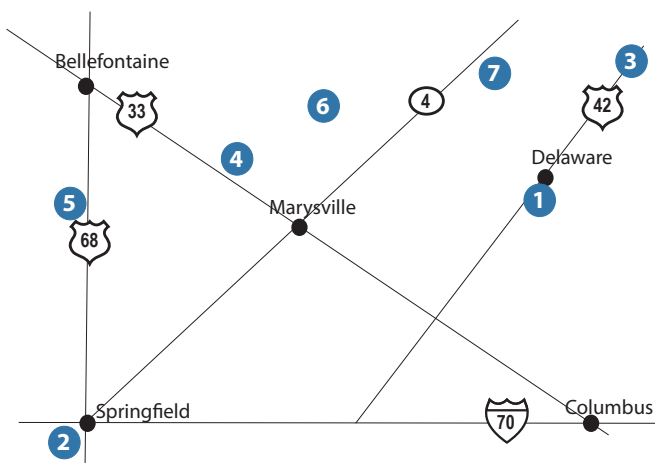 3
Bellefontaine
7
4
42
6
33
4
Delaware
5
1
Marysville
68
Springfield
70
Columbus
2